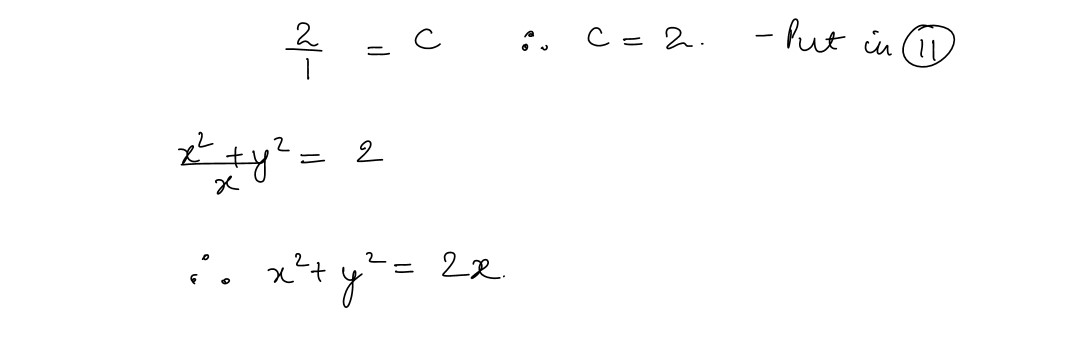 2/1 = C ∴ C = 2. - Put in (11)
x²+y²/x = 2
∴ x²+y² = 2x.